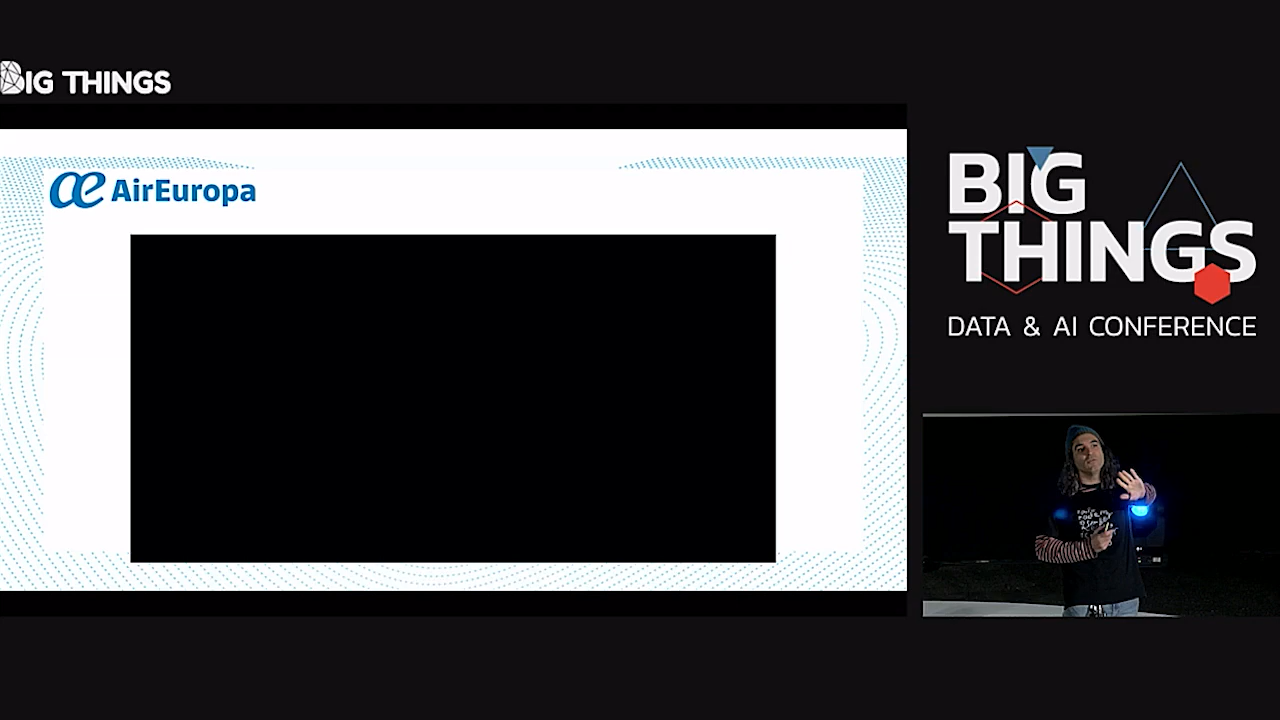 BIG THINGS
AirEuropa
BIG
THINGS
DATA & AI CONFERENCE